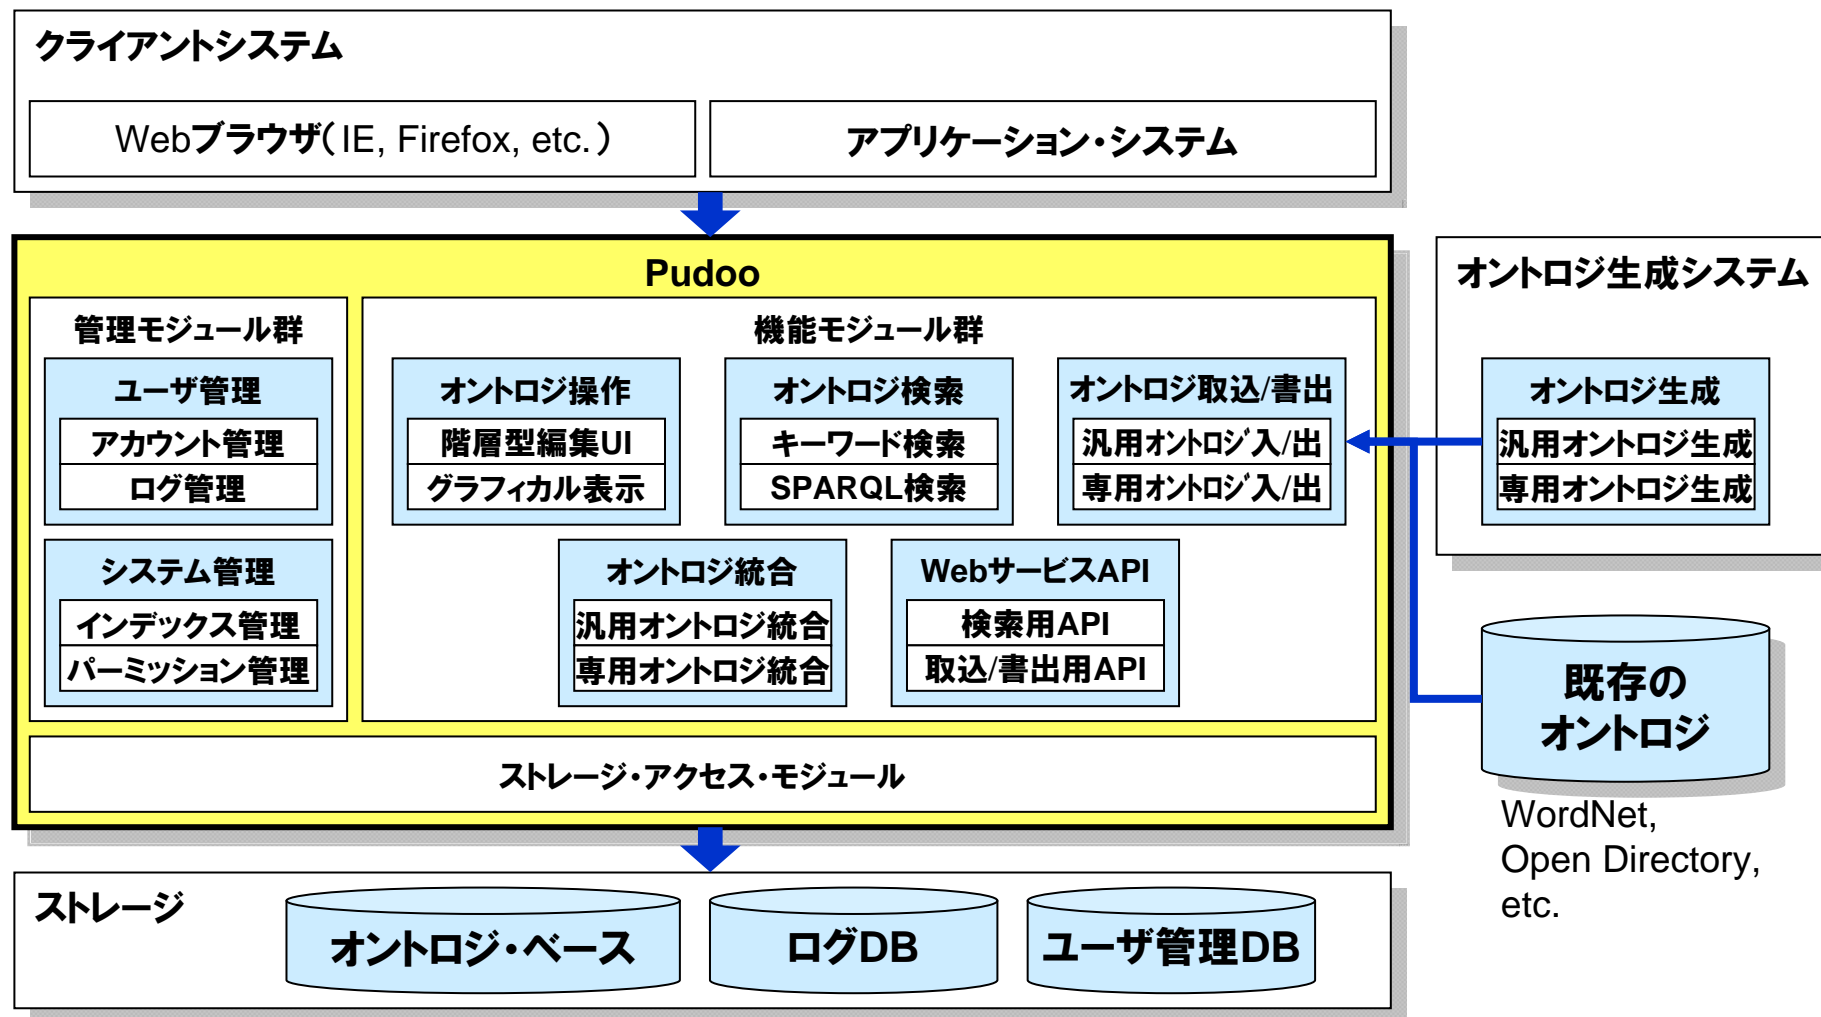 クライアントシステム
Webブラウザ(IE, Firefox, etc.)
アプリケーション・システム
Pudoo
管理モジュール群
ユーザ管理
アカウント管理
ログ管理
システム管理
インデックス管理
パーミッション管理
機能モジュール群
オントロジ操作
階層型編集UI
グラフィカル表示
オントロジ検索
キーワード検索
SPARQL検索
オントロジ取込/書出
汎用オントロジ入/出
専用オントロジ入/出
オントロジ統合
汎用オントロジ統合
専用オントロジ統合
WebサービスAPI
検索用API
取込/書出用API
ストレージ・アクセス・モジュール
オントロジ生成システム
オントロジ生成
汎用オントロジ生成
専用オントロジ生成
既存の
オントロジ
WordNet,
Open Directory,
etc.
ストレージ
オントロジ・ベース
ログDB
ユーザ管理DB